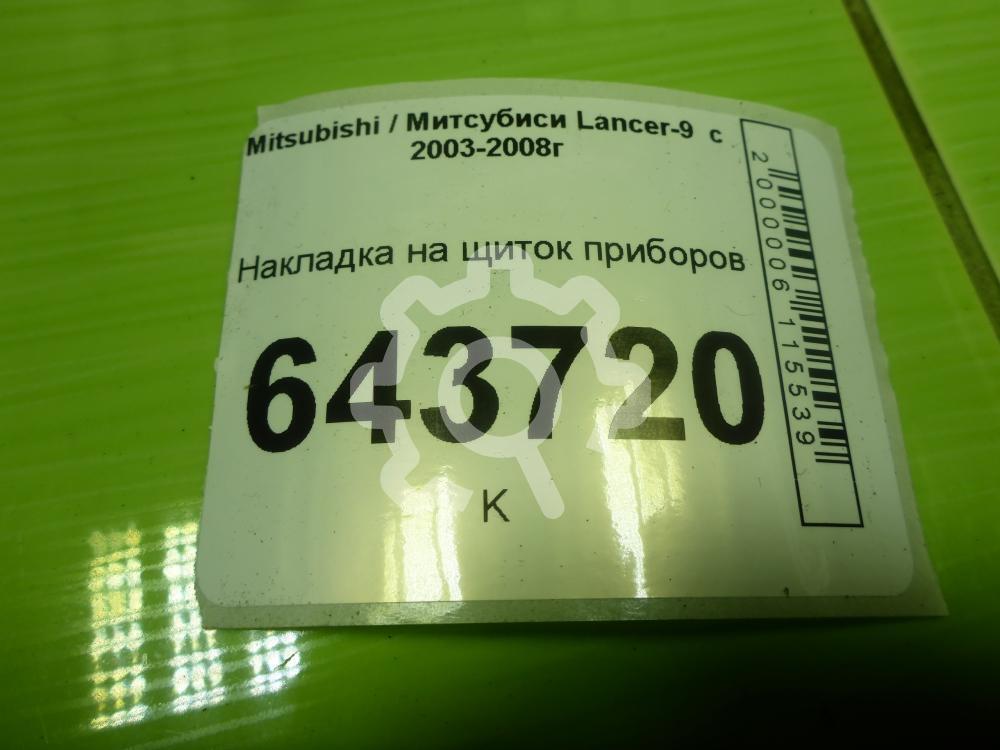 Mitsubishi / Митсубиси Lancer-9 с
2003-2008г
Накладка на щиток приборов
643720
К
2000006115539